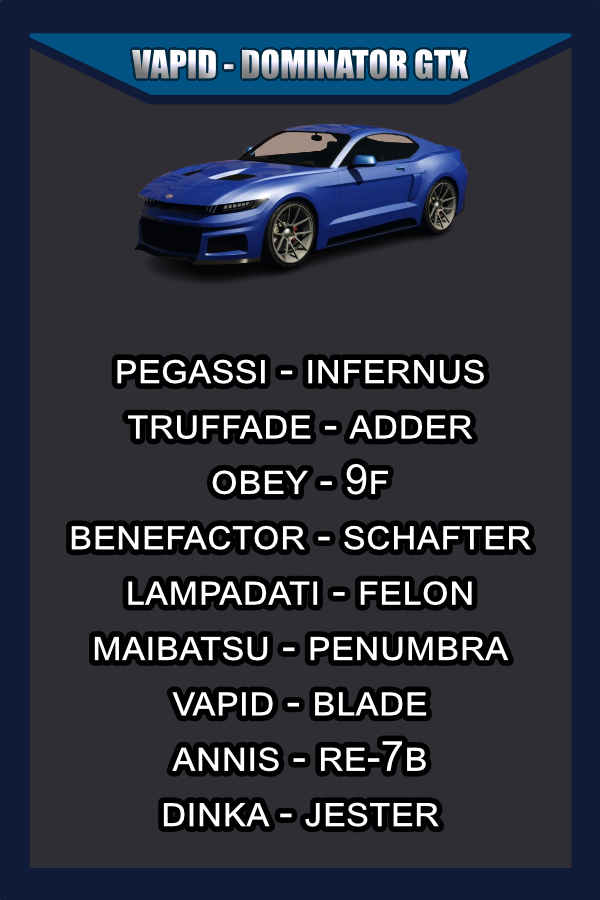 VAPID - DOMINATOR GTX
PEGASSI - INFERNUS
TRUFFADE - ADDER
OBEY - 9F
BENEFACTOR - SCHAFTER
LAMPADATI - FELON
MAIBATSU - PENUMBRA
VAPID - BLADE
ANNIS - RE-7B
DINKA - JESTER